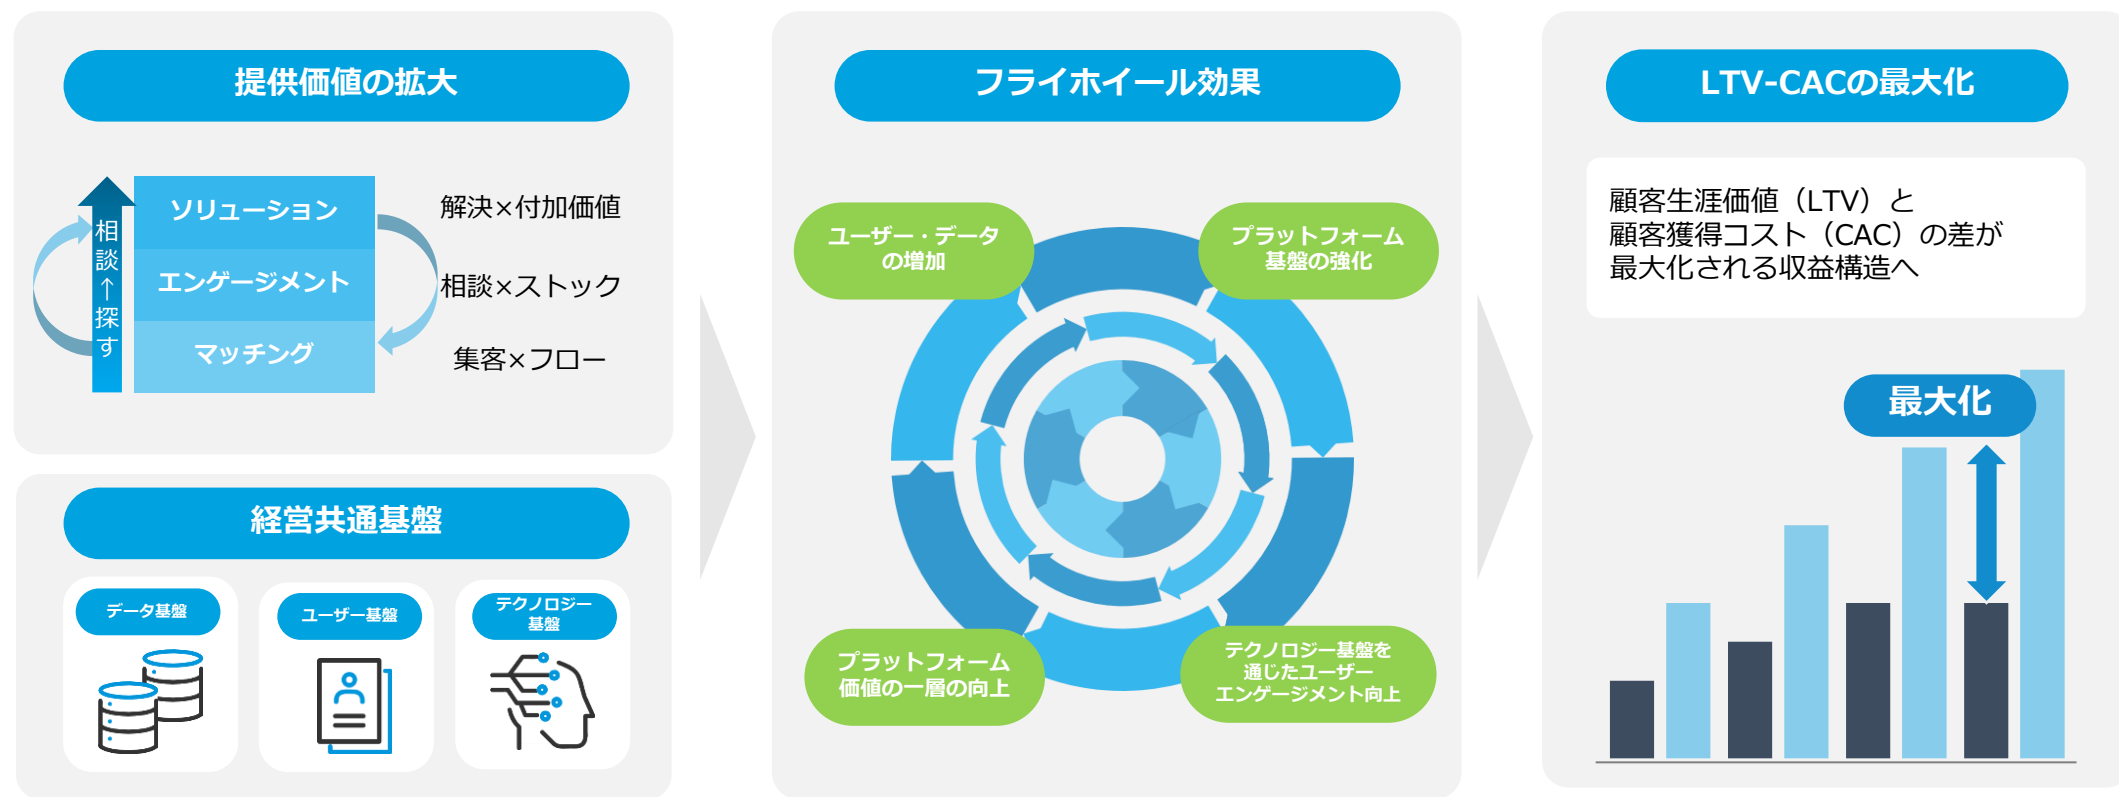 提供価値の拡大
相談←探す
ソリューション
エンゲージメント
マッチング
解決×付加価値
相談×ストック
集客×フロー
経営共通基盤
データ基盤
ユーザー基盤
テクノロジー
基盤
フライホイール効果
ユーザー・データ
の増加
プラットフォーム
基盤の強化
プラットフォーム
価値の一層の向上
テクノロジー基盤を
通じたユーザー
エンゲージメント向上
LTV-CACの最大化
顧客生涯価値（LTV）と
顧客獲得コスト（CAC）の差が
最大化される収益構造へ
最大化